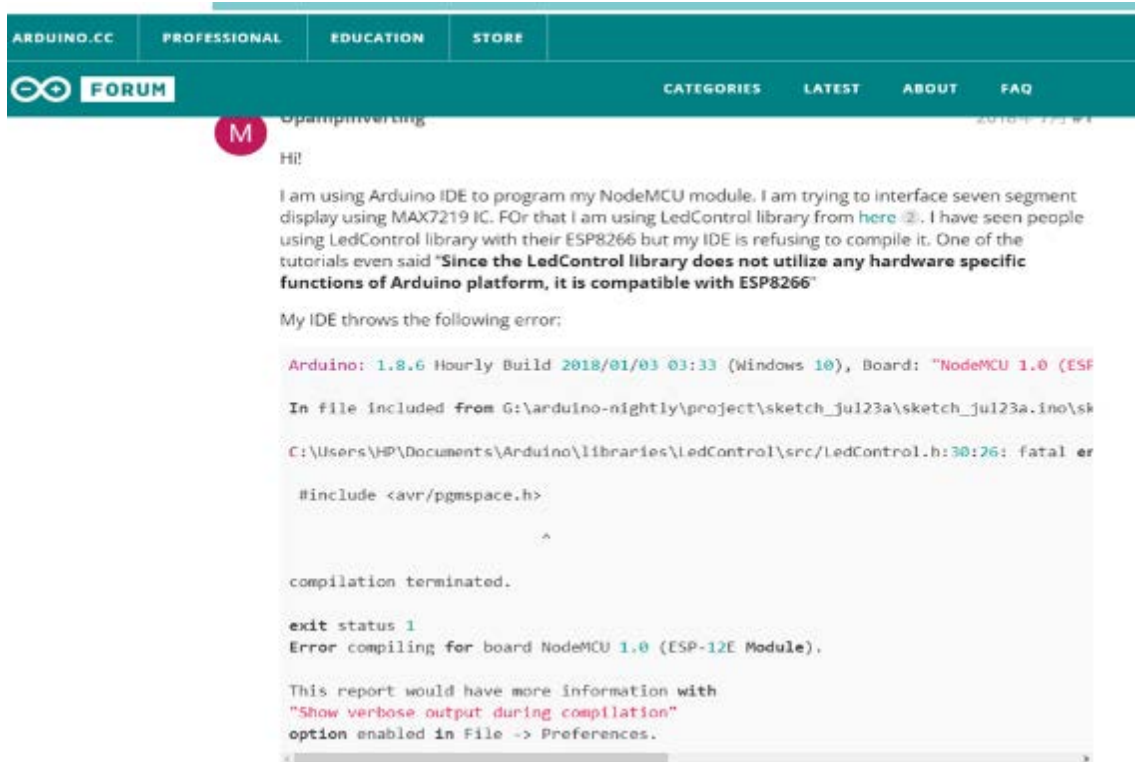 ARDUINO.CC PROFESSIONAL EDUCATION STORE
FORUM CATEGORIES LATEST ABOUT FAQ
M Opampinverting
Hi!
I am using Arduino IDE to program my NodeMCU module. I am trying to interface seven segment
display using MAX7219 IC. FOr that I am using LedControl library from here 2 . I have seen people
using LedControl library with their ESP8266 but my IDE is refusing to compile it. One of the
tutorials even said "Since the LedControl library does not utilize any hardware specific
functions of Arduino platform, it is compatible with ESP8266"
My IDE throws the following error:
Arduino: 1.8.6 Hourly Build 2018/01/03 03:33 (Windows 10), Board: "NodeMCU 1.0 (ESP
In file included from G:\arduino-nightly\project\sketch_jul23a\sketch_jul23a.ino\sk
C:\Users\HP\Documents\Arduino\libraries\LedControl\src/LedControl.h:30:26: fatal er
#include <avr/pgmspace.h>
^
compilation terminated.
exit status 1
Error compiling for board NodeMCU 1.0 (ESP-12E Module).
This report would have more information with
"Show verbose output during compilation"
option enabled in File -> Preferences.